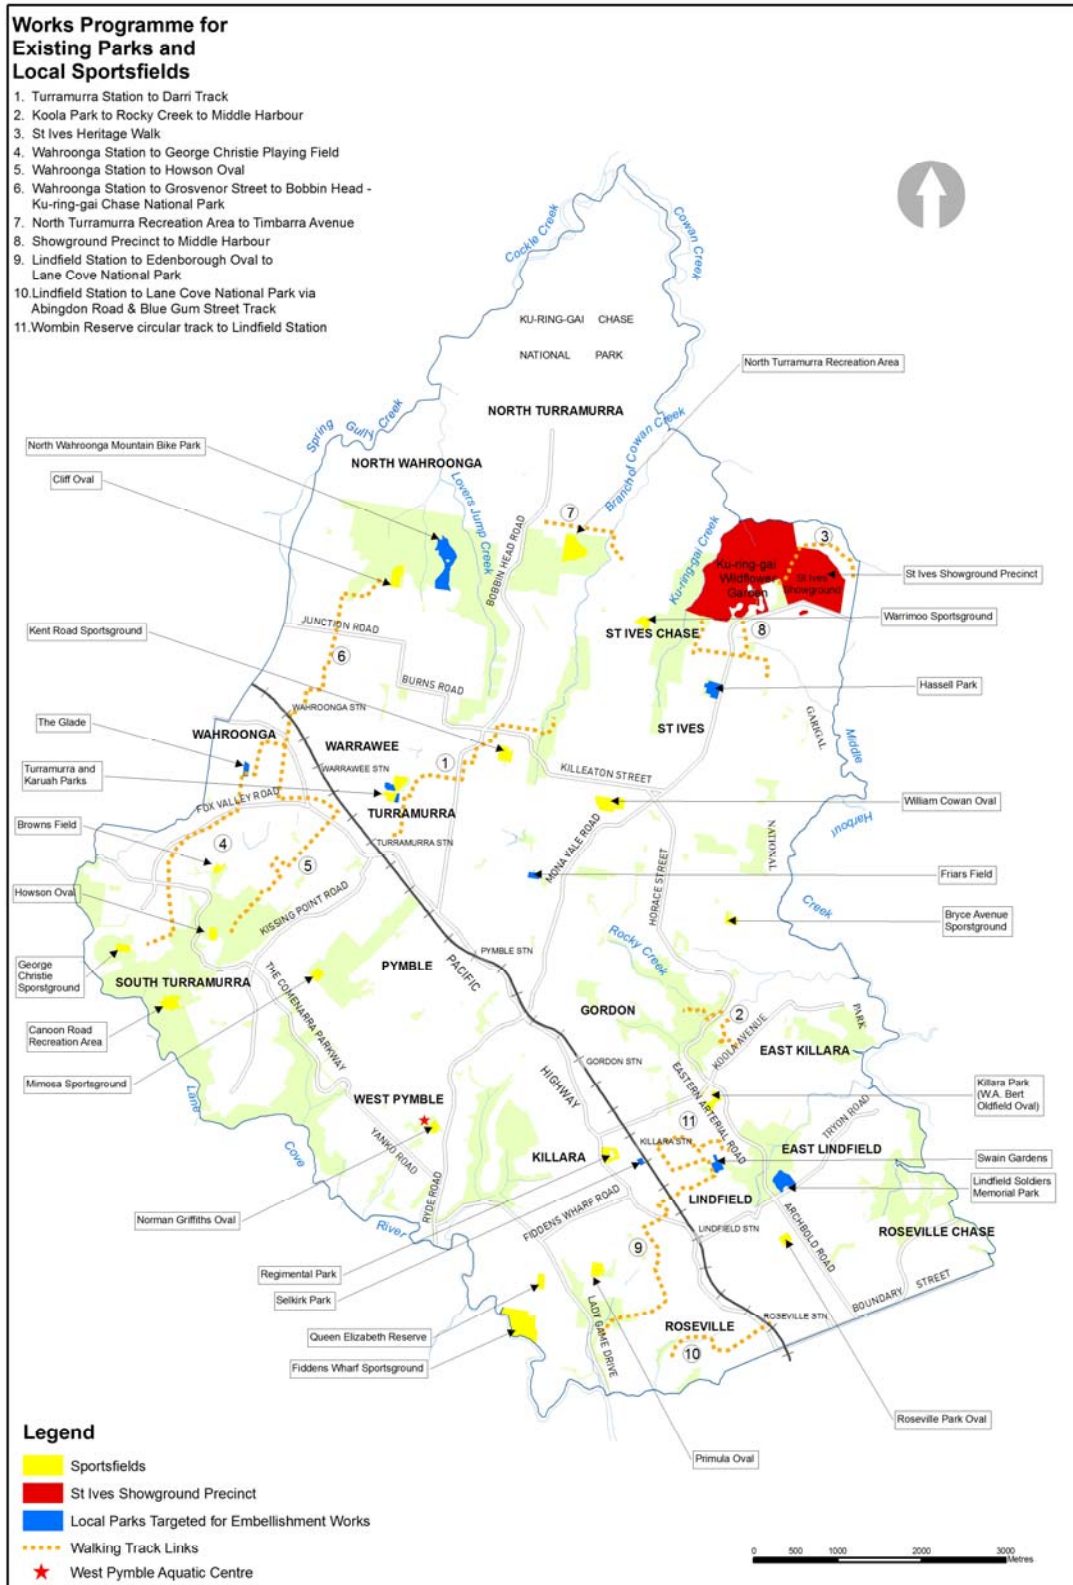 Works Programme for
Existing Parks and
Local Sportsfields
1. Turramurra Station to Darri Track
2. Koola Park to Rocky Creek to Middle Harbour
3. St Ives Heritage Walk
4. Wahroonga Station to George Christie Playing Field
5. Wahroonga Station to Howson Oval
6. Wahroonga Station to Grosvenor Street to Bobbin Head -
Ku-ring-gai Chase National Park
7. North Turramurra Recreation Area to Timbarra Avenue
8. Showground Precinct to Middle Harbour
9. Lindfield Station to Edenborough Oval to
Lane Cove National Park
10.Lindfield Station to Lane Cove National Park via
Abingdon Road & Blue Gum Street Track
11.Wombin Reserve circular track to Lindfield Station
Cockle Creek
Cowan Creek
KU-RING-GAI CHASE
NATIONAL PARK
North Turramurra Recreation Area
NORTH TURRAMURRA
Spring Gully Creek
North Wahroonga Mountain Bike Park
NORTH WAHROONGA
Cliff Oval
Lovers Jump Creek
Branch of Cowan Creek
BOBBIN HEAD ROAD
7
Ku-ring-gai Creek
3
Ku-ring-gai
Wildflower
Garden
St Ives
Showground
St Ives Showground Precinct
Warrimoo Sportsground
Kent Road Sportsground
JUNCTION ROAD
ST IVES CHASE
8
6
BURNS ROAD
Hassell Park
WAHROONGA STN
The Glade
WAHROONGA
WARRAWEE
ST IVES
GARIGAL
Middle
WARRAWEE STN
1
KILLEATON STREET
Turramurra and
Karuah Parks
FOX VALLEY ROAD
TURRAMURRA
William Cowan Oval
Browns Field
TURRAMURRA STN
MONA VALE ROAD
NATIONAL
Harbour
4
5
Friars Field
Howson Oval
KISSING POINT ROAD
HORACE STREET
Creek
Bryce Avenue
Sporstground
George
Christie
Sporstground
Rocky Creek
PYMBLE STN
PYMBLE
PACIFIC
SOUTH TURRAMURRA
THE COMENARRA PARKWAY
Canoon Road
Recreation Area
GORDON
2
KOOLA AVENUE
PARK
EAST KILLARA
Mimosa Sportsground
GORDON STN
HIGHWAY
EASTERN ARTERIAL ROAD
Killara Park
(W.A. Bert
Oldfield Oval)
Lane
WEST PYMBLE
YANKO ROAD
11
TRYON ROAD
Cove
KILLARA STN
KILLARA
EAST LINDFIELD
Swain Gardens
Lindfield Soldiers
Memorial Park
LINDFIELD
Norman Griffiths Oval
RYDE ROAD
River
FIDDENS WHARF ROAD
LINDFIELD STN
ARCHBOLD ROAD
ROSEVILLE CHASE
9
Regimental Park
Selkirk Park
BOUNDARY STREET
LADY GAME DRIVE
ROSEVILLE STN
ROSEVILLE
Queen Elizabeth Reserve
10
Fiddens Wharf Sportsground
Roseville Park Oval
Primula Oval
Legend
Sportsfields
St Ives Showground Precinct
Local Parks Targeted for Embellishment Works
Walking Track Links
West Pymble Aquatic Centre
0 500 1000 2000 3000
Metres